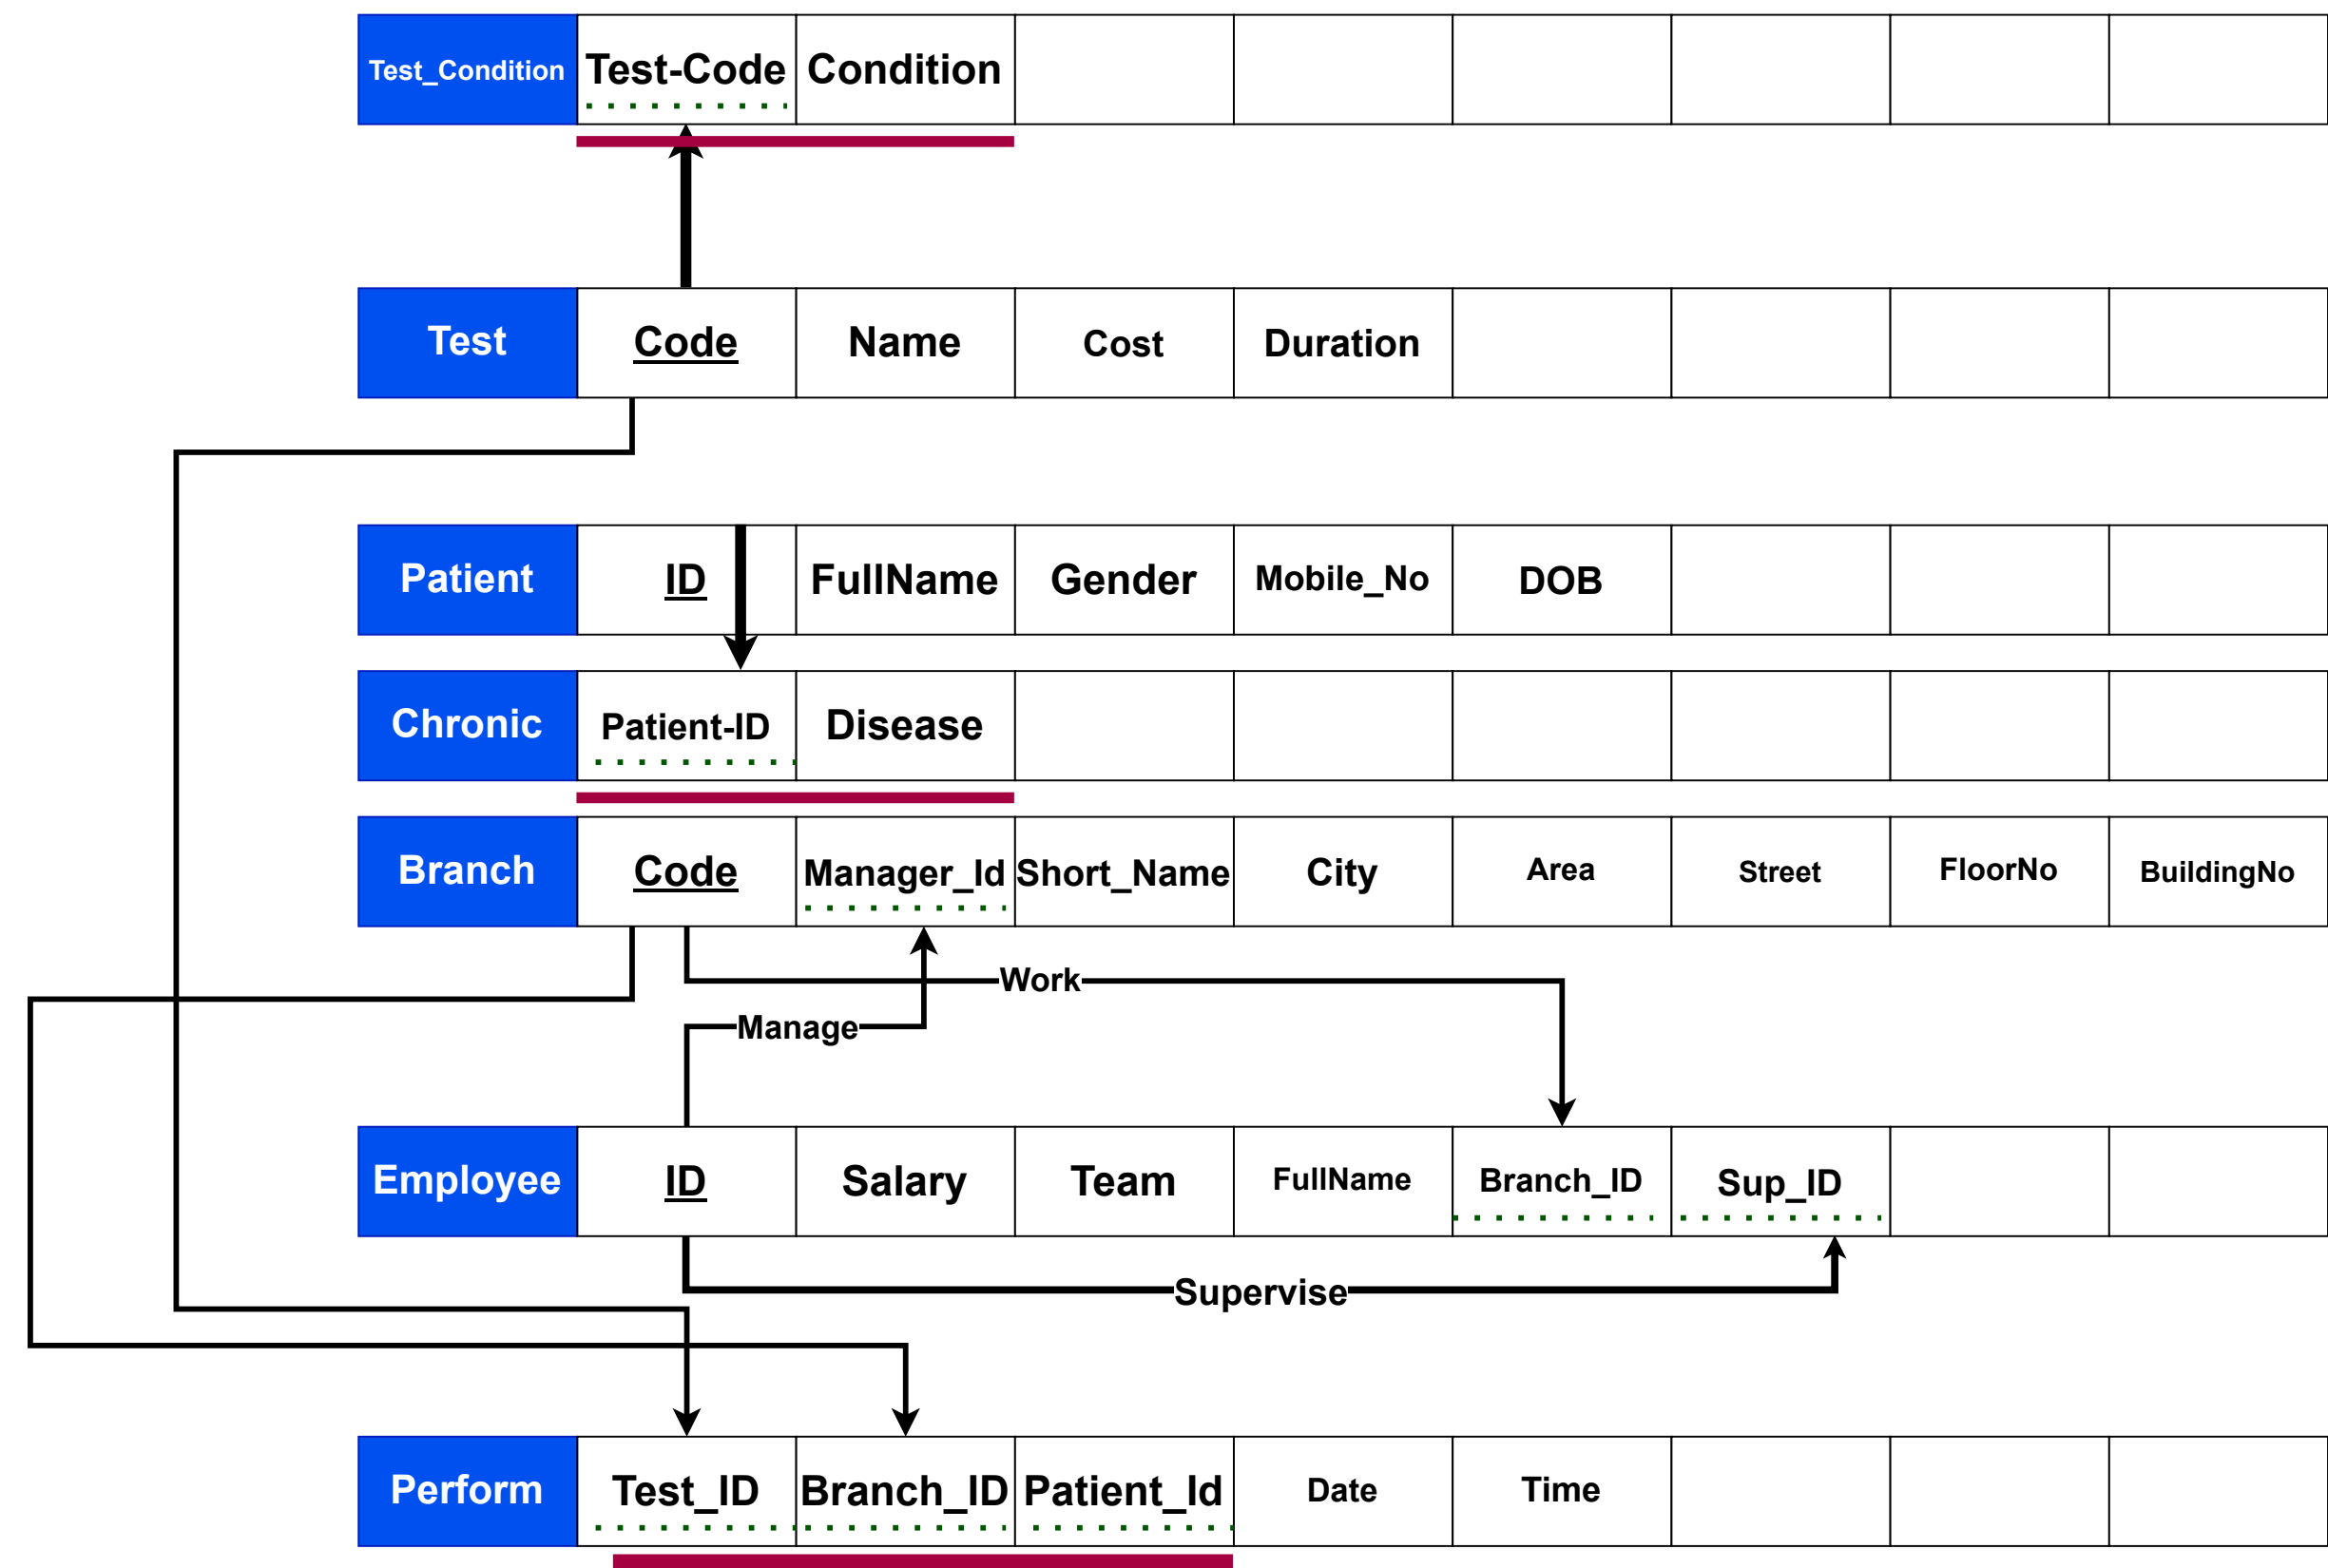 Test_Condition Test-Code Condition
Test Code Name Cost Duration
Patient ID FullName Gender Mobile_No DOB
Chronic Patient-ID Disease
Branch Code Manager_Id Short_Name City Area Street FloorNo BuildingNo
Work
Manage
Employee ID Salary Team FullName Branch_ID Sup_ID
Supervise
Perform Test_ID Branch_ID Patient_Id Date Time